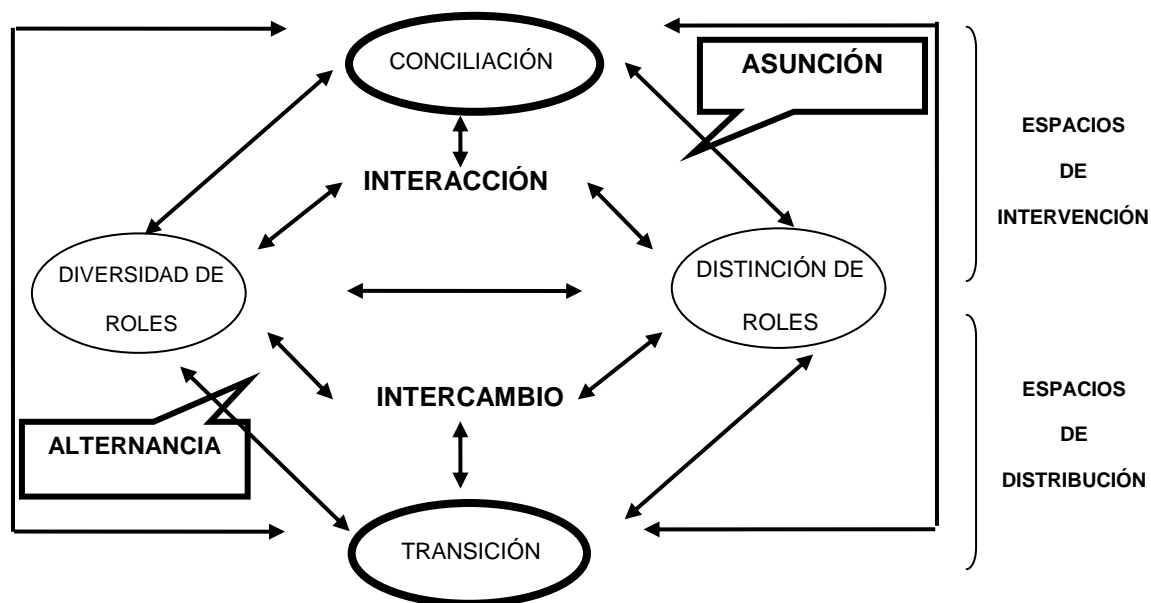 CONCILIACIÓN
ASUNCIÓN
ESPACIOS
DE
INTERVENCIÓN
INTERACCIÓN
DIVERSIDAD DE
ROLES
DISTINCIÓN DE
ROLES
INTERCAMBIO
ALTERNANCIA
ESPACIOS
DE
DISTRIBUCIÓN
TRANSICIÓN